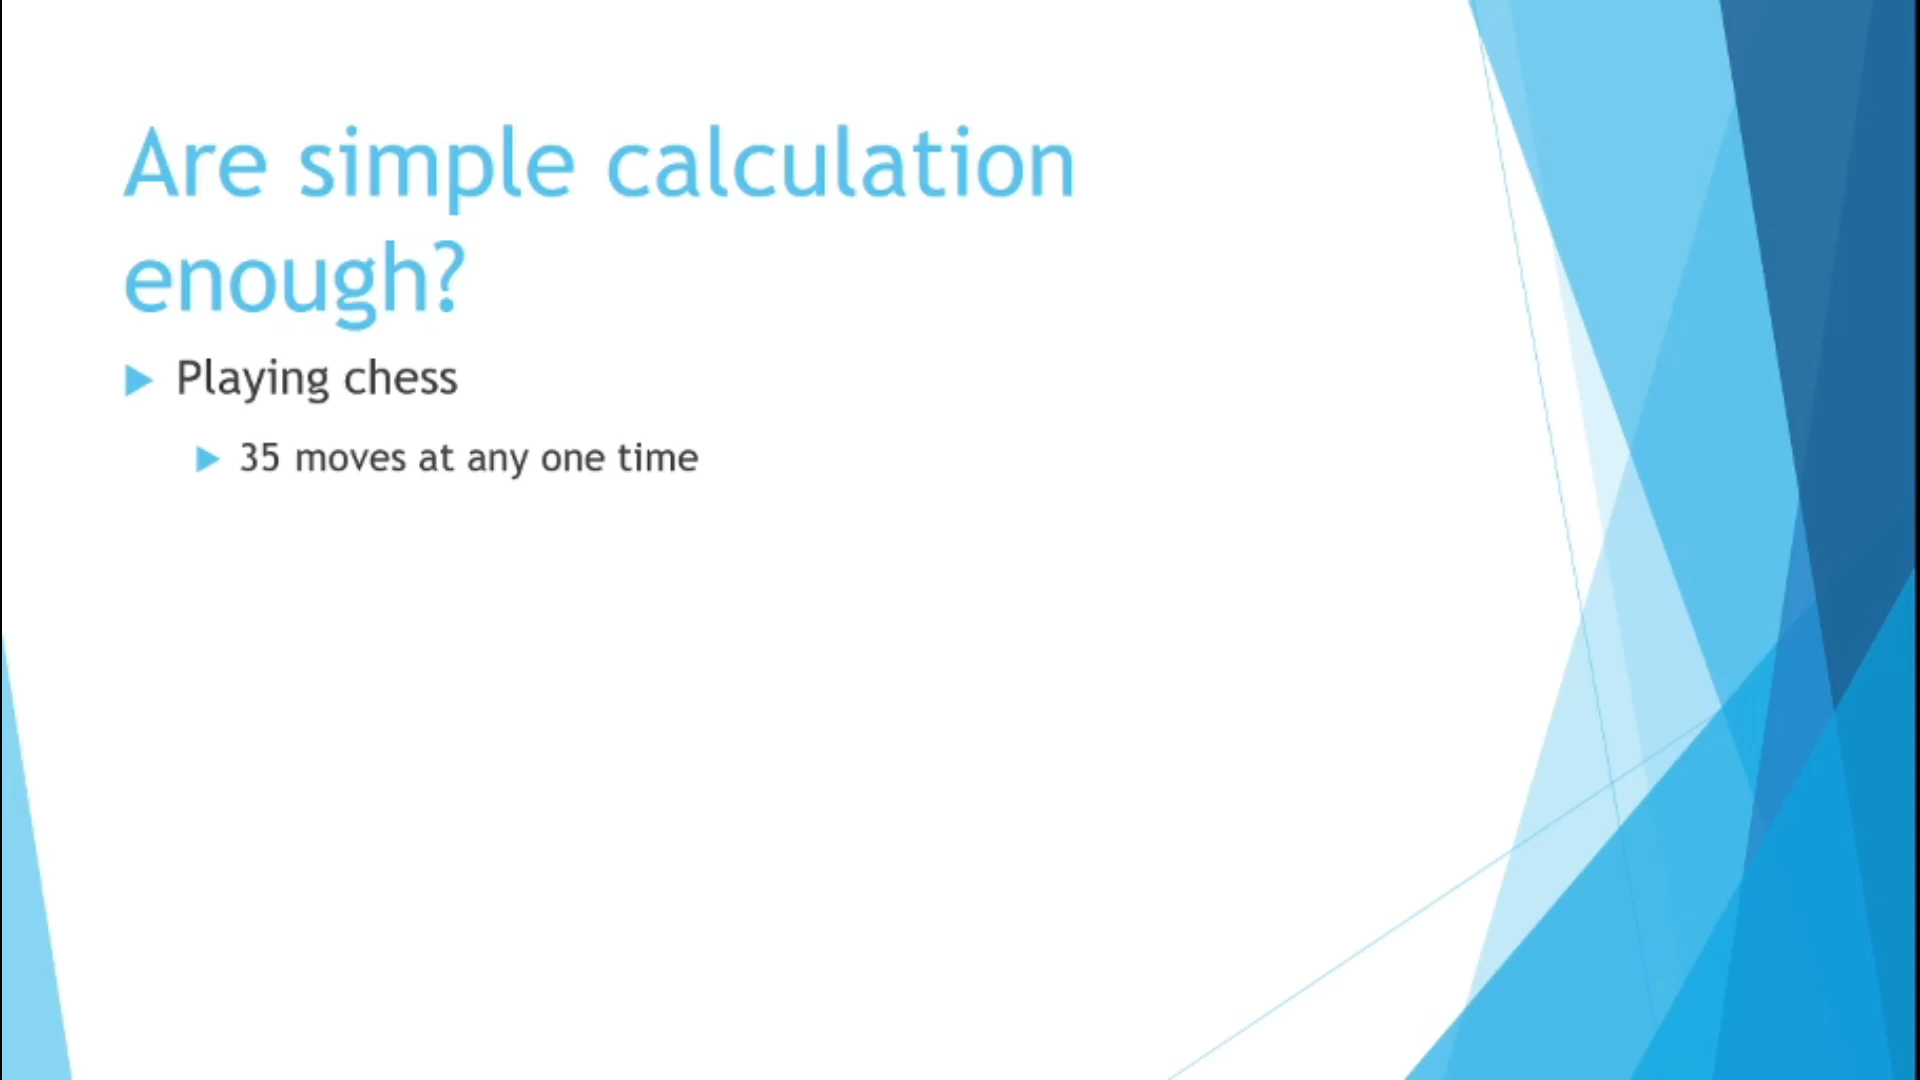 Are simple calculation
enough?
Playing chess
35 moves at any one time